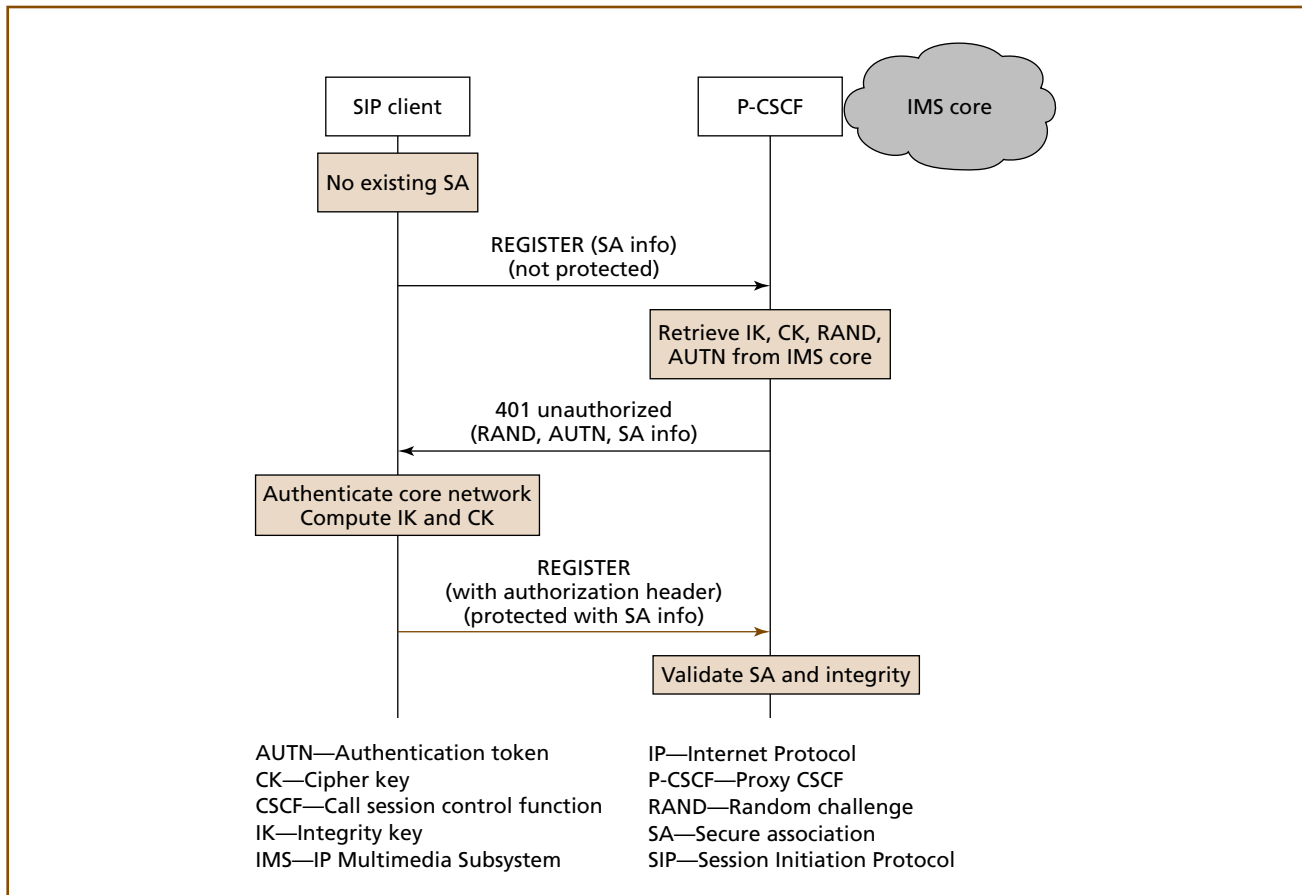 SIP client
P-CSCF
IMS core
No existing SA
REGISTER (SA info)
(not protected)
Retrieve IK, CK, RAND,
AUTN from IMS core
401 unauthorized
(RAND, AUTN, SA info)
Authenticate core network
Compute IK and CK
REGISTER
(with authorization header)
(protected with SA info)
Validate SA and integrity
AUTN—Authentication token
CK—Cipher key
CSCF—Call session control function
IK—Integrity key
IMS—IP Multimedia Subsystem
IP—Internet Protocol
P-CSCF—Proxy CSCF
RAND—Random challenge
SA—Secure association
SIP—Session Initiation Protocol